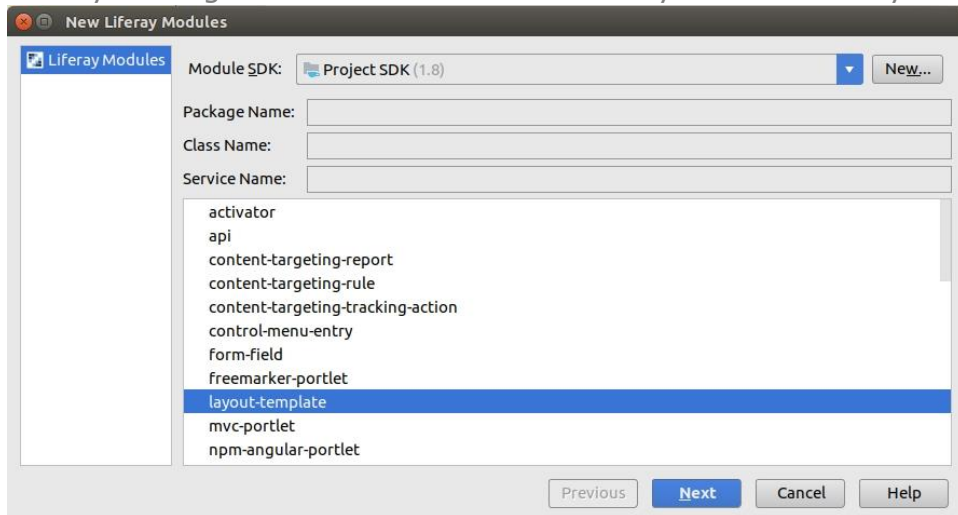 New Liferay Modules
Liferay Modules
Module SDK: Project SDK (1.8) New...
Package Name:
Class Name:
Service Name:
activator
api
content-targeting-report
content-targeting-rule
content-targeting-tracking-action
control-menu-entry
form-field
freemarker-portlet
layout-template
mvc-portlet
npm-angular-portlet
Previous Next Cancel Help